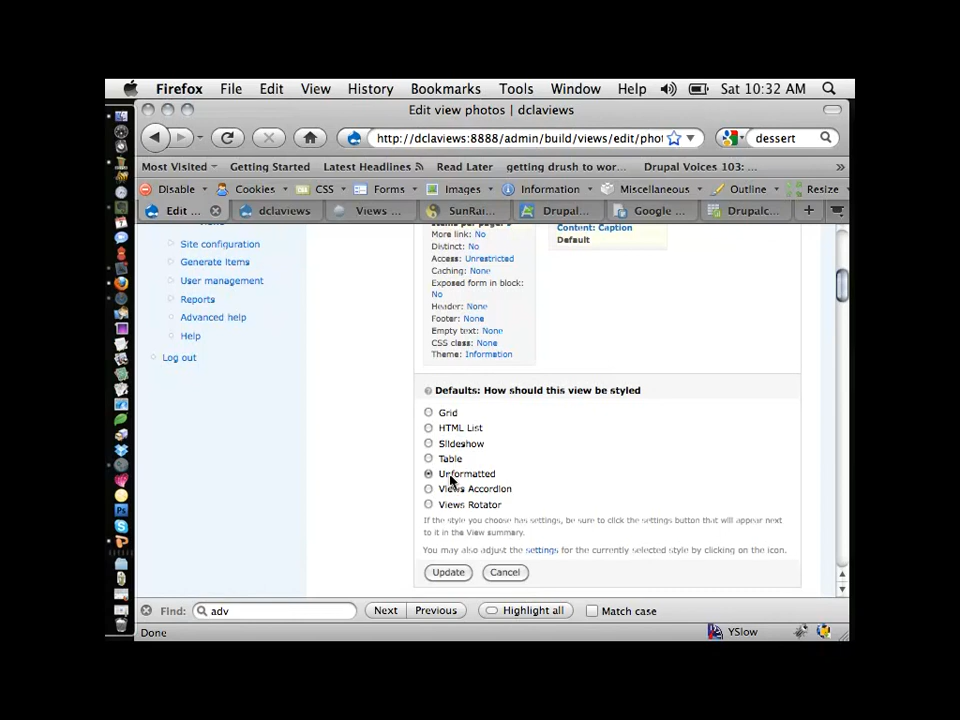 Firefox File Edit View History Bookmarks Tools Window Help Sat 10:32 AM
Edit view photos | dclaviews
http://dclaviews:8888/admin/build/views/edit/phot dessert
Most Visited Getting Started Latest Headlines Read Later getting drush to wor... Drupal Voices 103:... »
Disable Cookies CSS Forms Images Information Miscellaneous Outline Resize
Edit ... dclaviews Views ... SunRai... Drupal... Google ... Drupalc...
Site configuration
Generate Items
User management
Reports
Advanced help
Help
Log out
More link: No
Distinct: No
Access: Unrestricted
Caching: None
Exposed form in block:
No
Header: None
Footer: None
Empty text: None
CSS class: None
Theme: Information
Content: Caption
Default
Defaults: How should this view be styled
Grid
HTML List
Slideshow
Table
Unformatted
Views Accordion
Views Rotator
If the style you choose has settings, be sure to click the settings button that will appear next
to it in the View summary.
You may also adjust the settings for the currently selected style by clicking on the icon.
Update Cancel
Find: adv Next Previous Highlight all Match case
Done YSlow